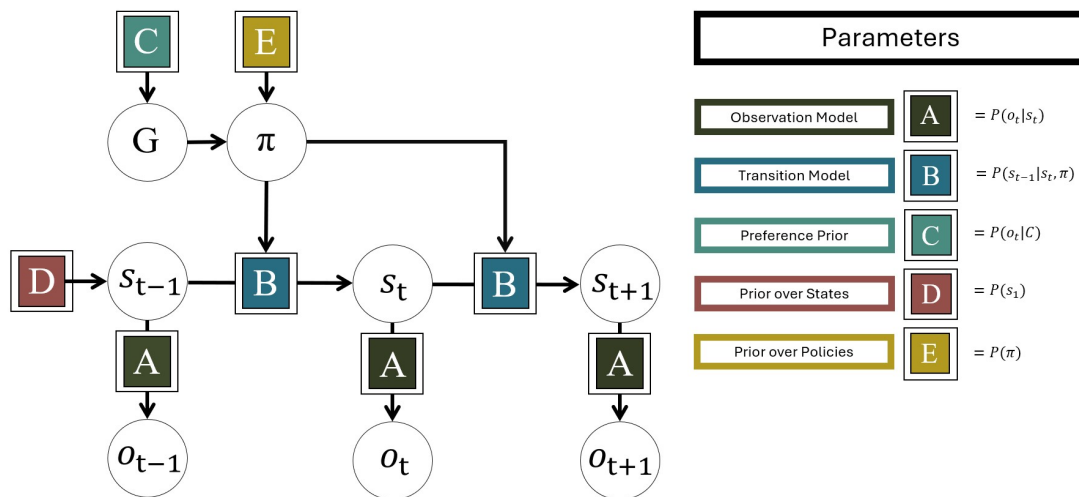 C E
Parameters
G π
Observation Model A = P(o_t|s_t)
Transition Model B = P(s_{t−1}|s_t, π)
Preference Prior C = P(o_t|C)
D s_{t−1} B s_t B s_{t+1}
Prior over States D = P(s_1)
A A A
Prior over Policies E = P(π)
o_{t−1} o_t o_{t+1}